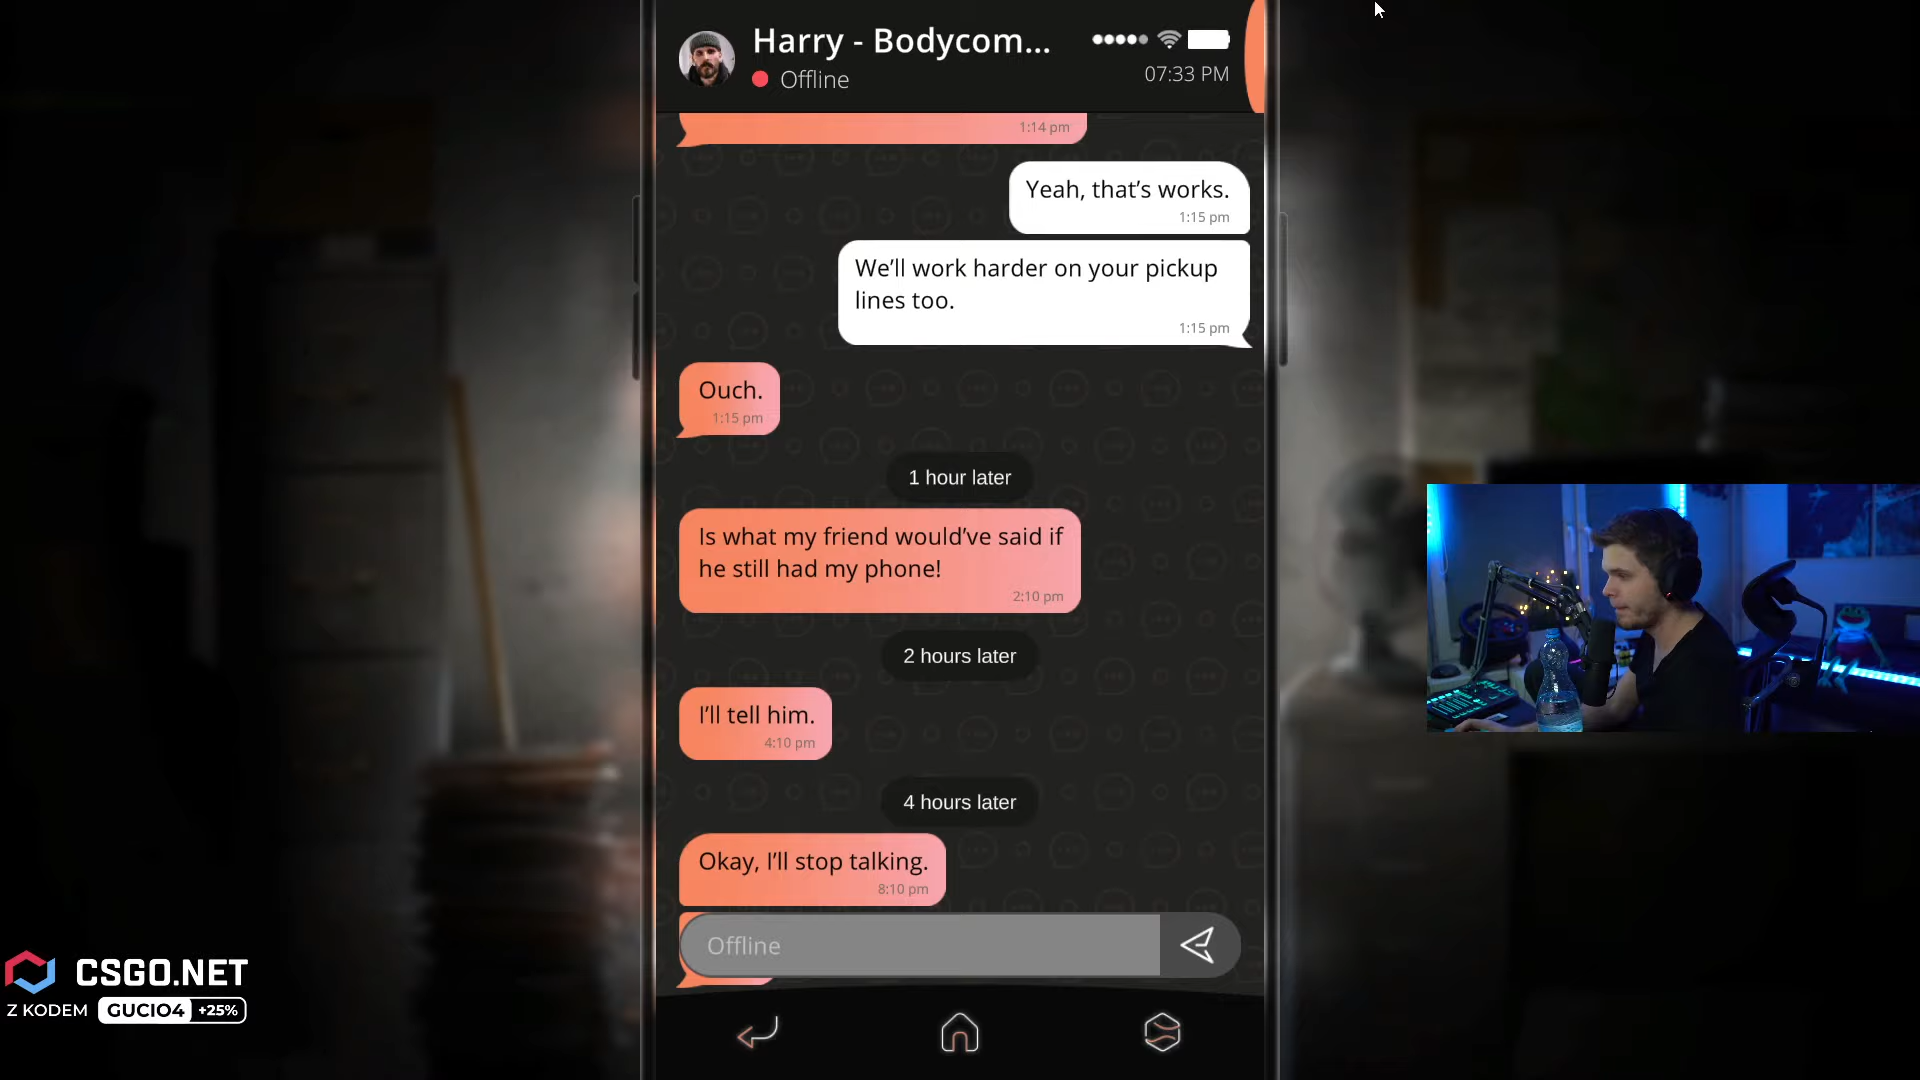 Harry - Bodycom...
Offline
07:33 PM
1:14 pm
Yeah, that’s works.
1:15 pm
We’ll work harder on your pickup
lines too.
1:15 pm
Ouch.
1:15 pm
1 hour later
Is what my friend would’ve said if
he still had my phone!
2:10 pm
2 hours later
I’ll tell him.
4:10 pm
4 hours later
Okay, I’ll stop talking.
8:10 pm
Offline
CSGO.NET
Z KODEM GUCIO4 +25%